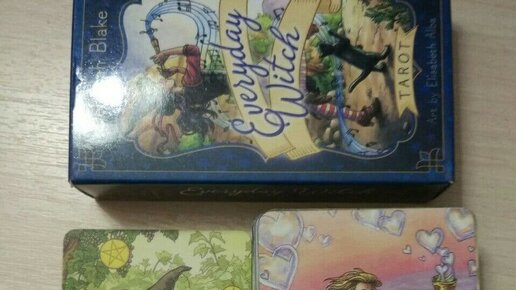 Blake
Everyday
Witch
TAROT
Art by Elisabeth Alba
Everyday Witch